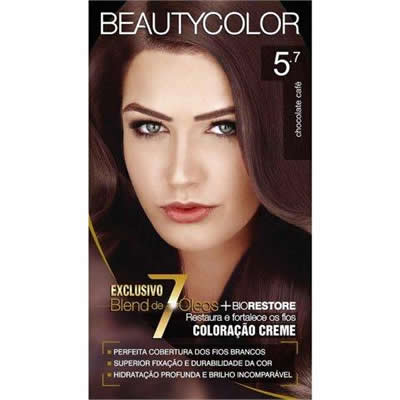 BEAUTYCOLOR
5.7
chocolate café
EXCLUSIVO
Blend de 7 Óleos + BIORESTORE
Restaura e fortalece os fios
COLORAÇÃO CREME
PERFEITA COBERTURA DOS FIOS BRANCOS
SUPERIOR FIXAÇÃO E DURABILIDADE DA COR
HIDRATAÇÃO PROFUNDA E BRILHO INCOMPARÁVEL